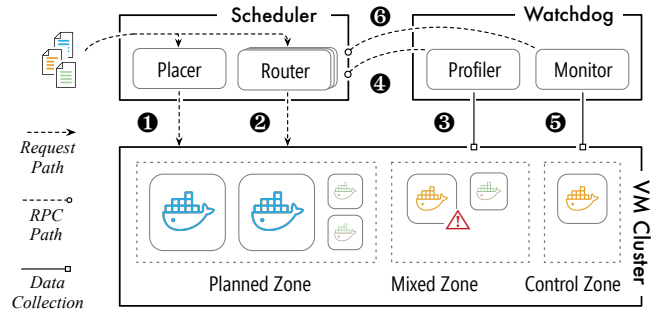 Scheduler
❻
Watchdog
Placer
Router
❹
Profiler
Monitor
❶
❷
❸
❺
Request
Path
RPC
Path
Data
Collection
Planned Zone
Mixed Zone
Control Zone
VM Cluster